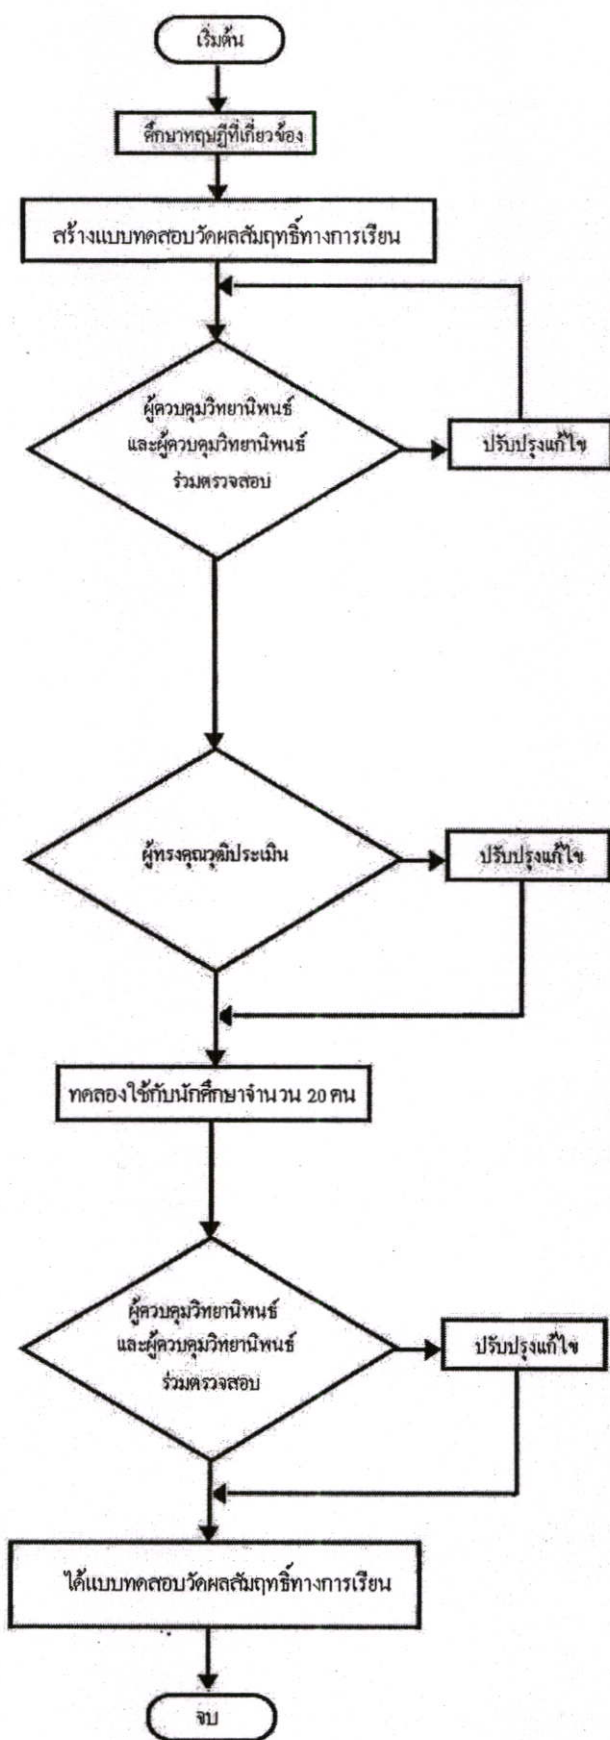 เริ่มต้น
ศึกษาทฤษฎีที่เกี่ยวข้อง
สร้างแบบทดสอบวัดผลสัมฤทธิ์ทางการเรียน
ผู้ควบคุมวิทยานิพนธ์
และผู้ควบคุมวิทยานิพนธ์
ร่วมตรวจสอบ
ปรับปรุงแก้ไข
ผู้ทรงคุณวุฒิประเมิน
ปรับปรุงแก้ไข
ทดลองใช้กับนักศึกษาจำนวน 20 คน
ผู้ควบคุมวิทยานิพนธ์
และผู้ควบคุมวิทยานิพนธ์
ร่วมตรวจสอบ
ปรับปรุงแก้ไข
ได้แบบทดสอบวัดผลสัมฤทธิ์ทางการเรียน
จบ